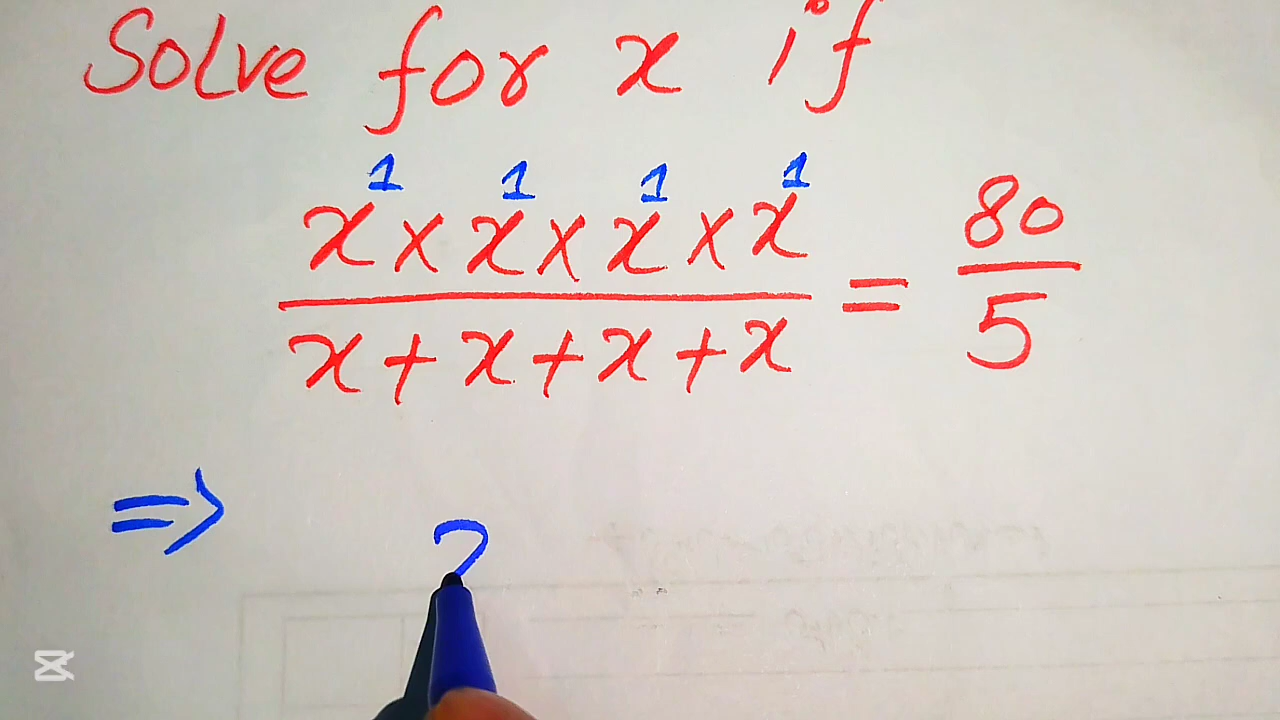 Solve for x if
x¹ × x¹ × x¹ × x¹ / x + x + x + x = 80 / 5
⇒ 2